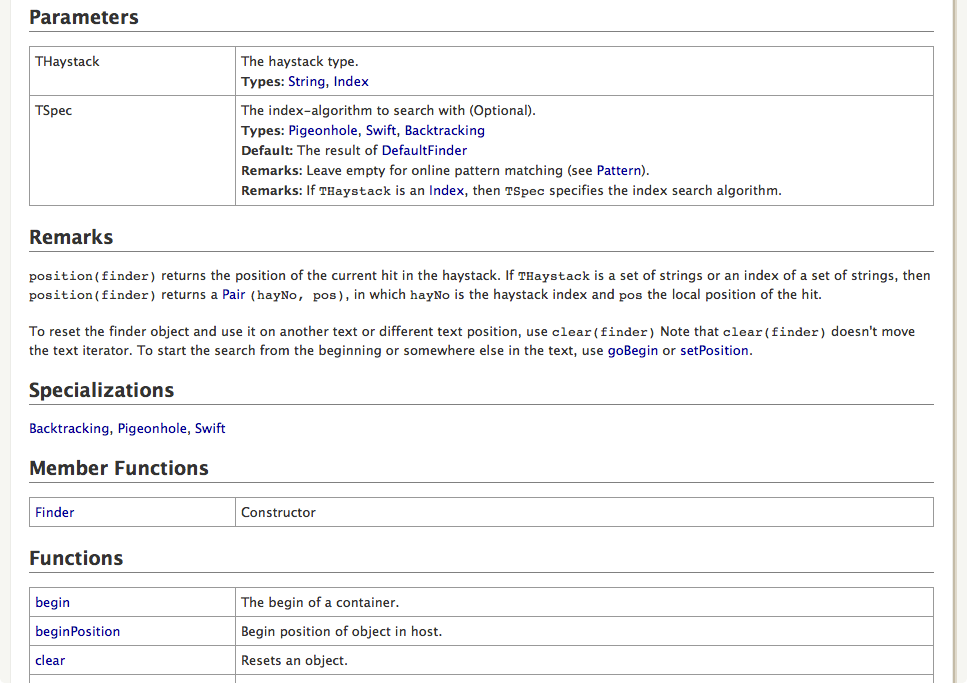 Parameters
THaystack
The haystack type.
Types: String, Index
TSpec
The index-algorithm to search with (Optional).
Types: Pigeonhole, Swift, Backtracking
Default: The result of DefaultFinder
Remarks: Leave empty for online pattern matching (see Pattern).
Remarks: If THaystack is an Index, then TSpec specifies the index search algorithm.
Remarks
position(finder) returns the position of the current hit in the haystack. If THaystack is a set of strings or an index of a set of strings, then
position(finder) returns a Pair (hayNo, pos), in which hayNo is the haystack index and pos the local position of the hit.
To reset the finder object and use it on another text or different text position, use clear(finder) Note that clear(finder) doesn't move
the text iterator. To start the search from the beginning or somewhere else in the text, use goBegin or setPosition.
Specializations
Backtracking, Pigeonhole, Swift
Member Functions
Finder
Constructor
Functions
begin
The begin of a container.
beginPosition
Begin position of object in host.
clear
Resets an object.